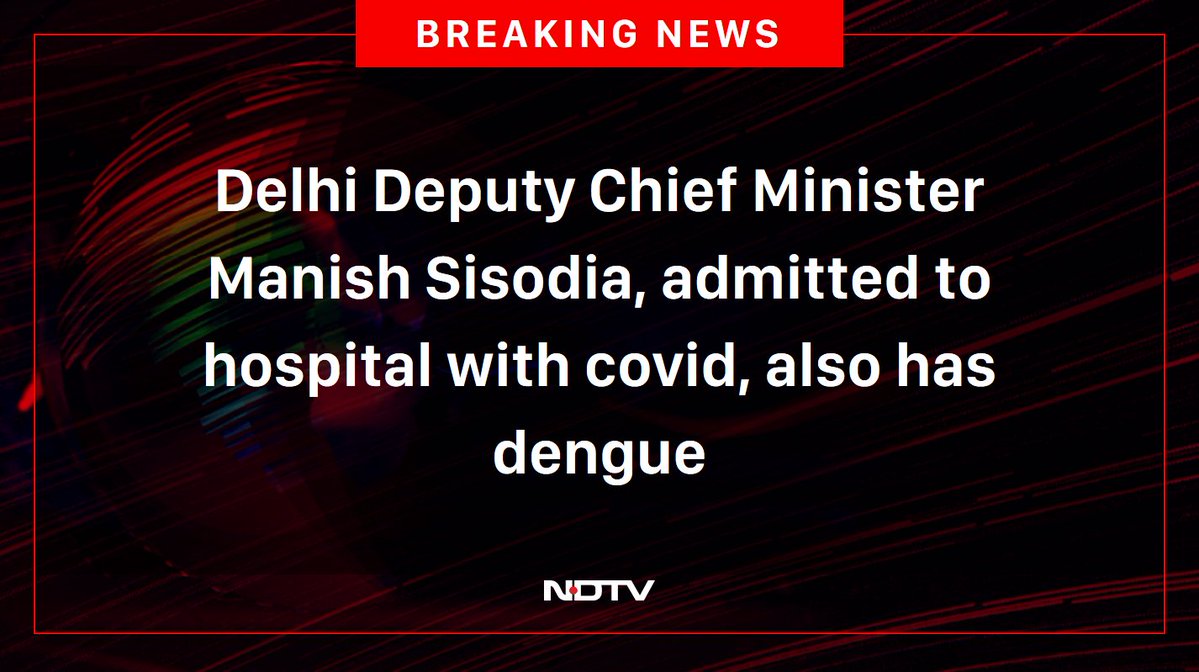 BREAKING NEWS
Delhi Deputy Chief Minister
Manish Sisodia, admitted to
hospital with covid, also has
dengue
NDTV